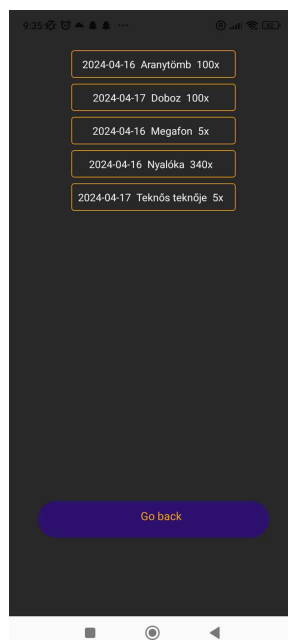 9:35
2024-04-16 Aranytömb 100x
2024-04-17 Doboz 100x
2024-04-16 Megafon 5x
2024-04-16 Nyalóka 340x
2024-04-17 Teknős teknője 5x
Go back